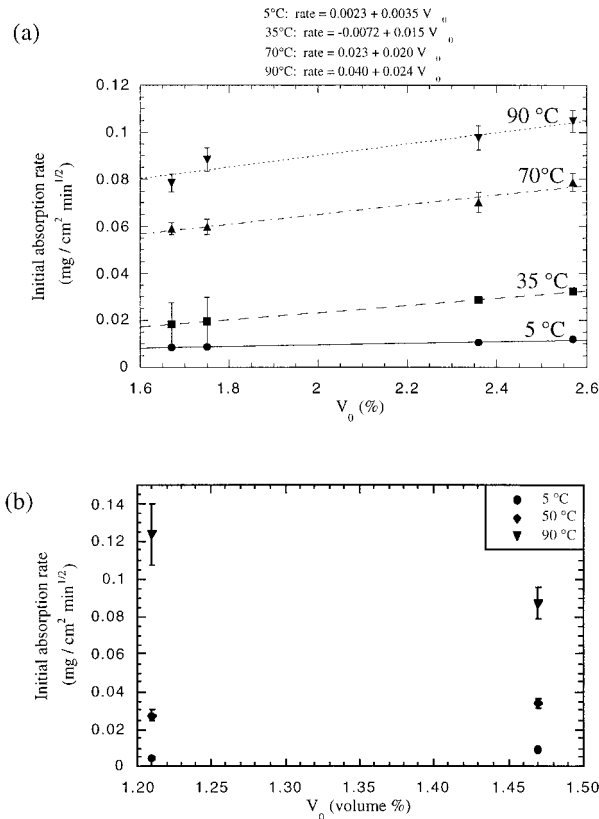 5°C: rate = 0.0023 + 0.0035 V₀
35°C: rate = -0.0072 + 0.015 V₀
70°C: rate = 0.023 + 0.020 V₀
90°C: rate = 0.040 + 0.024 V₀
(a)
Initial absorption rate
(mg / cm² min^1/2)
0.12
0.1
0.08
0.06
0.04
0.02
0
90 °C
70°C
35 °C
5 °C
1.6
1.8
2
2.2
2.4
2.6
V₀ (%)
(b)
Initial absorption rate
(mg / cm² min^1/2)
0.14
0.12
0.1
0.08
0.06
0.04
0.02
0
5 °C
50 °C
90 °C
1.20
1.25
1.30
1.35
1.40
1.45
1.50
V₀ (volume %)